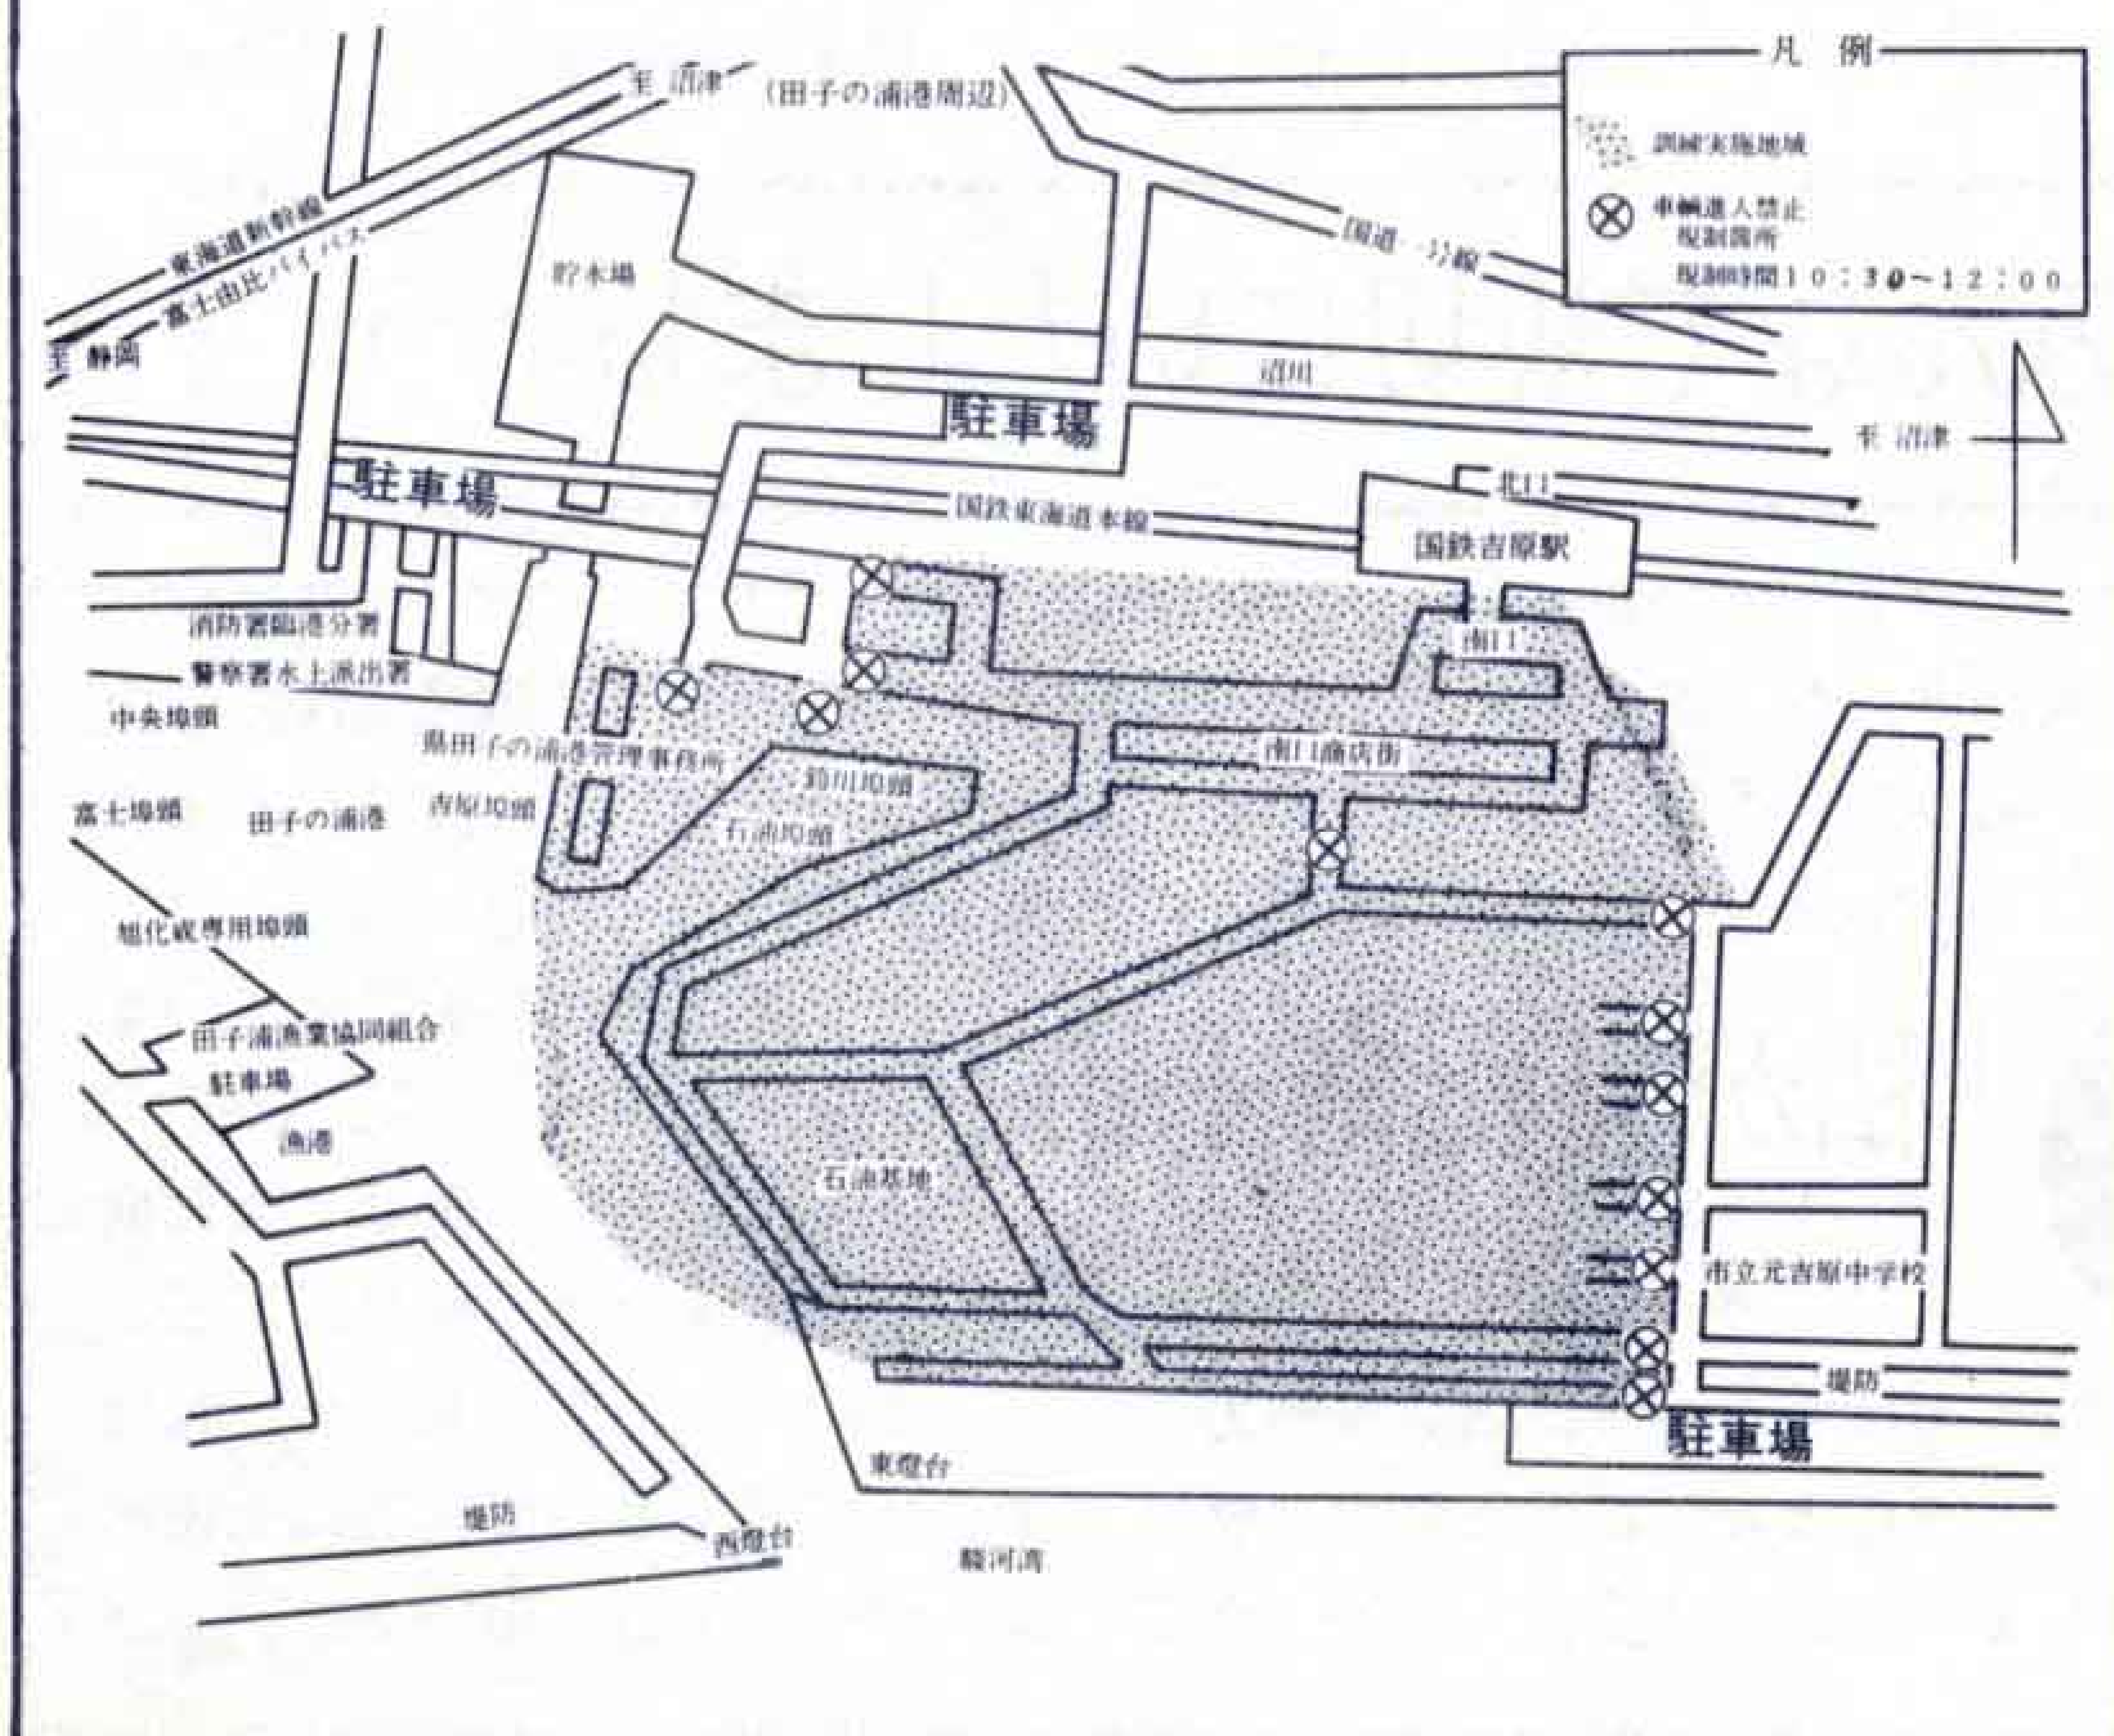 凡 例
至 沼津
(田子の浦港周辺)
訓練実施地域
車輌進入禁止
規制箇所
規制時間10:30~12:00
東海道新幹線
国道一号線
富士由比バイパス
貯木場
至 静岡
沼川
駐車場
至 沼津
駐車場
北口
国鉄東海道本線
国鉄吉原駅
消防署臨港分署
南口
警察署水上派出署
中央埠頭
県田子の浦港管理事務所
南口商店街
鈴川埠頭
富士埠頭
田子の浦港
吉原埠頭
石油埠頭
旭化成専用埠頭
田子浦漁業協同組合
駐車場
漁港
石油基地
市立元吉原中学校
堤防
駐車場
東燈台
堤防
西燈台
駿河湾